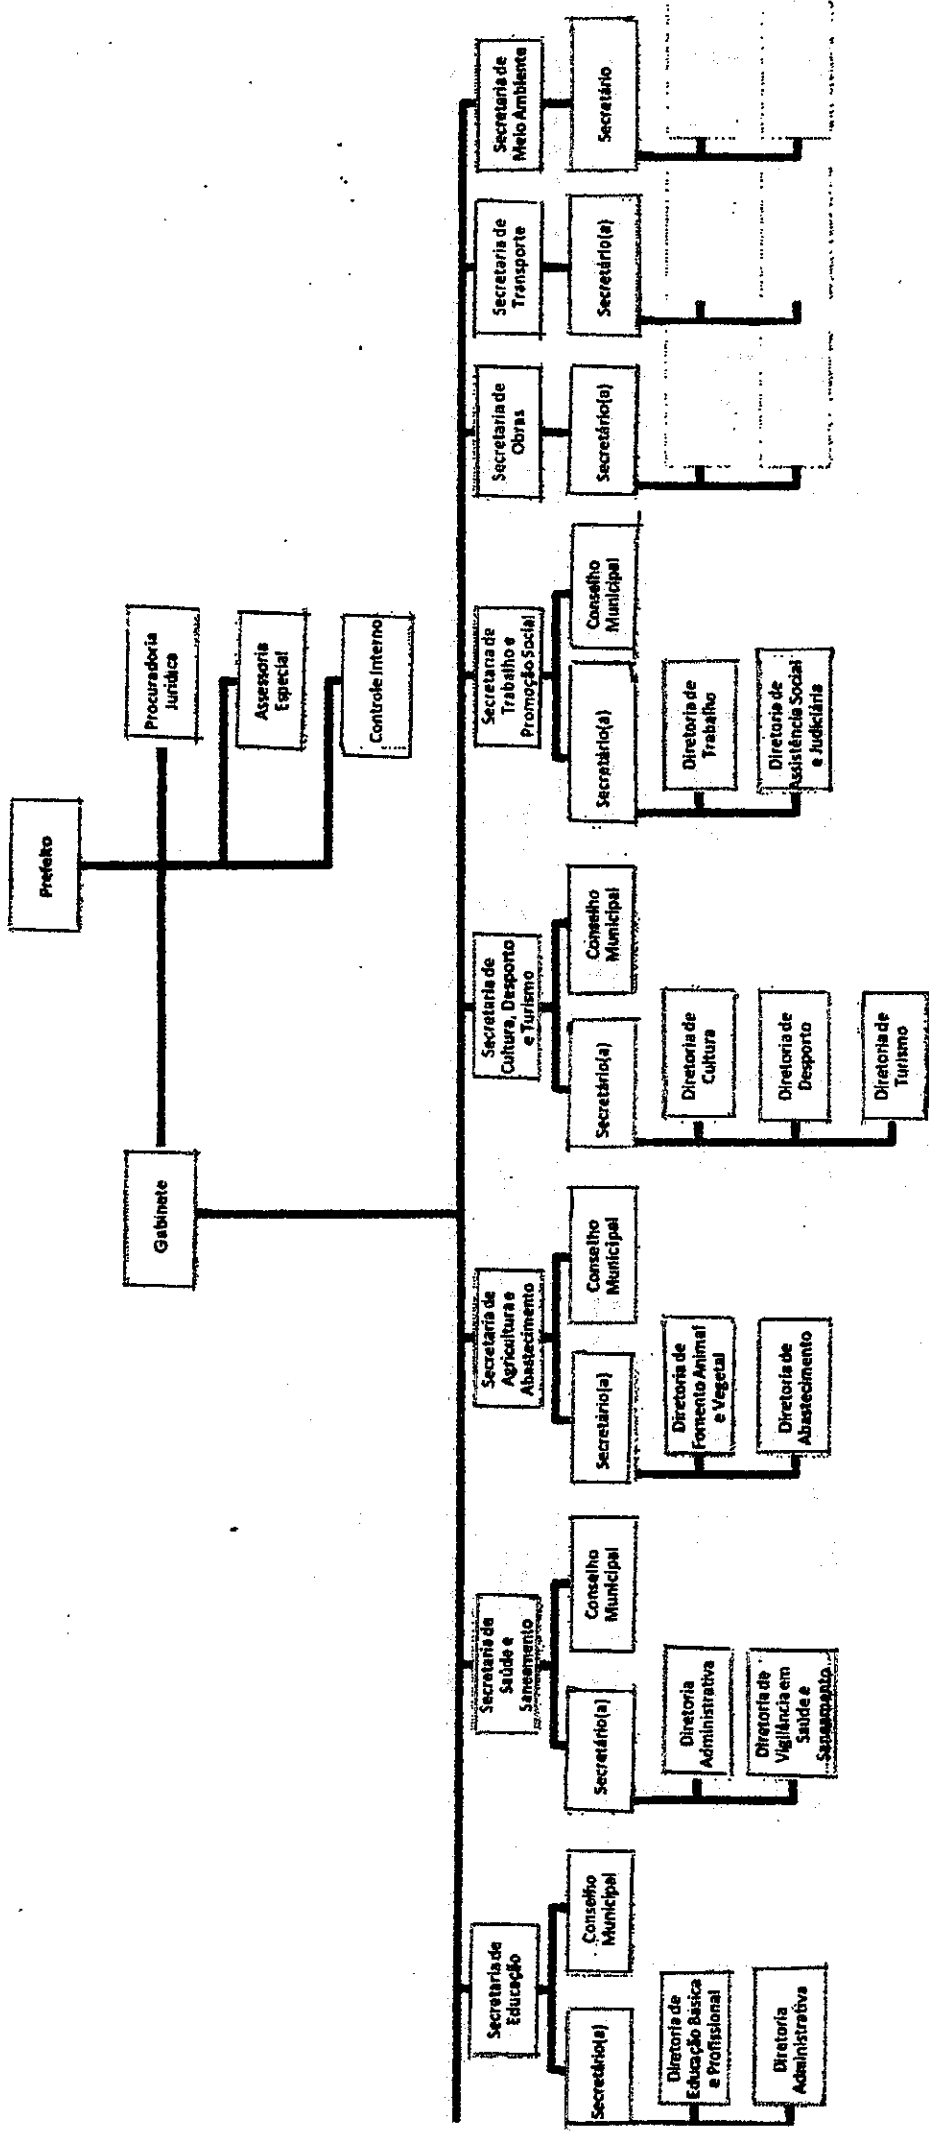 Prefeito
Gabinete
Procuradoria
Jurídica
Assessoria
Especial
Controle Interno
Secretaria de
Educação
Secretaria de
Saúde e
Saneamento
Secretaria de
Agricultura e
Abastecimento
Secretaria de
Cultura, Desporto
e Turismo
Secretaria de
Trabalho e
Promoção Social
Secretaria de
Obras
Secretaria de
Transporte
Secretaria de
Meio Ambiente
Secretário(a)
Conselho
Municipal
Secretário(a)
Conselho
Municipal
Secretário(a)
Conselho
Municipal
Secretário(a)
Conselho
Municipal
Secretário(a)
Conselho
Municipal
Secretário(a)
Secretário(a)
Secretário
Diretoria de
Educação Básica
e Profissional
Diretoria
Administrativa
Diretoria de
Fomento Animal
e Vegetal
Diretoria de
Cultura
Diretoria de
Trabalho
Diretoria
Administrativa
Diretoria de
Vigilância em
Saúde e
Saneamento
Diretoria de
Abastecimento
Diretoria de
Desporto
Diretoria de
Assistência Social
e Judiciária
Diretoria de
Turismo